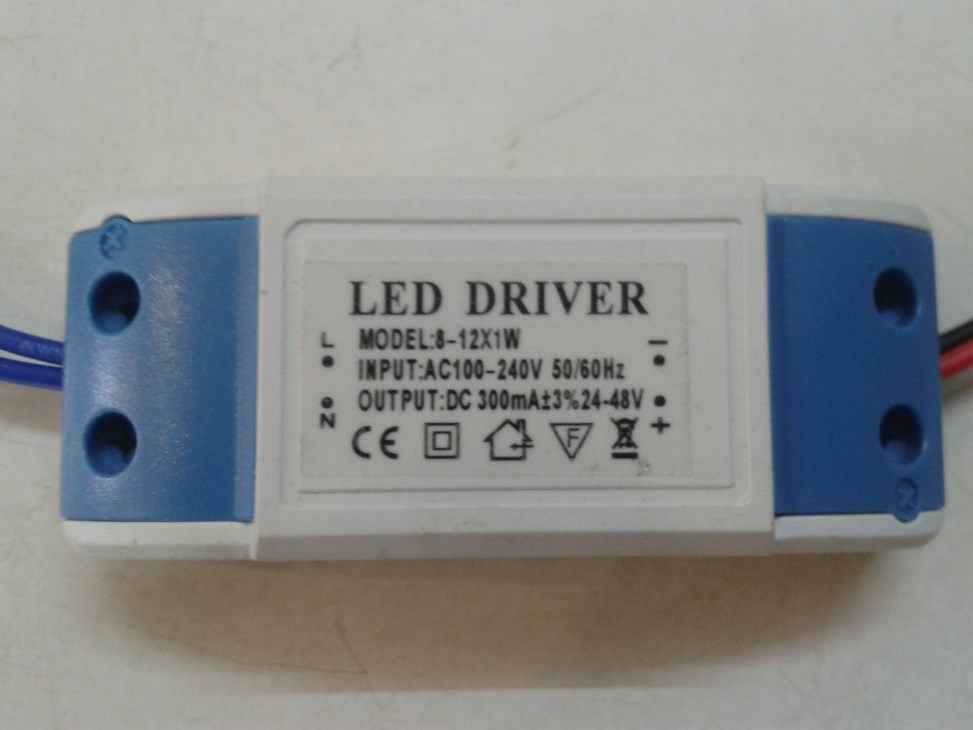 LED DRIVER
L
MODEL:8-12X1W
—
INPUT:AC100-240V 50/60Hz
OUTPUT:DC 300mA±3%24-48V
N
+
CE
F